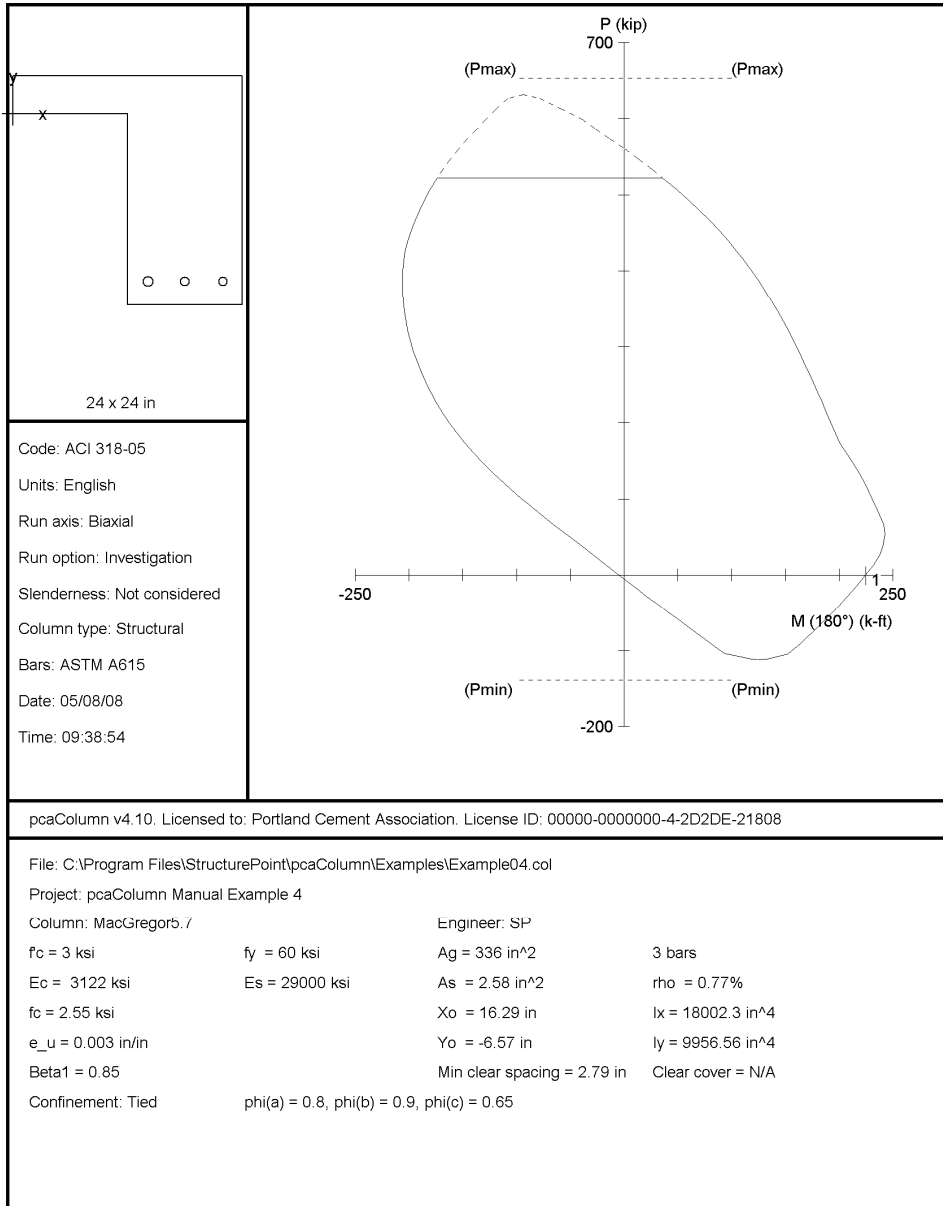 P (kip)
700
(Pmax) (Pmax)
y
x
24 x 24 in
Code: ACI 318-05
Units: English
Run axis: Biaxial
Run option: Investigation
Slenderness: Not considered
Column type: Structural
Bars: ASTM A615
Date: 05/08/08
Time: 09:38:54
-250 1 250
M (180°) (k-ft)
(Pmin) (Pmin)
-200
pcaColumn v4.10. Licensed to: Portland Cement Association. License ID: 00000-0000000-4-2D2DE-21808
File: C:\Program Files\StructurePoint\pcaColumn\Examples\Example04.col
Project: pcaColumn Manual Example 4
Column: MacGregor5.7 Engineer: SP
f'c = 3 ksi fy = 60 ksi Ag = 336 in^2 3 bars
Ec = 3122 ksi Es = 29000 ksi As = 2.58 in^2 rho = 0.77%
fc = 2.55 ksi Xo = 16.29 in Ix = 18002.3 in^4
e_u = 0.003 in/in Yo = -6.57 in Iy = 9956.56 in^4
Beta1 = 0.85 Min clear spacing = 2.79 in Clear cover = N/A
Confinement: Tied phi(a) = 0.8, phi(b) = 0.9, phi(c) = 0.65